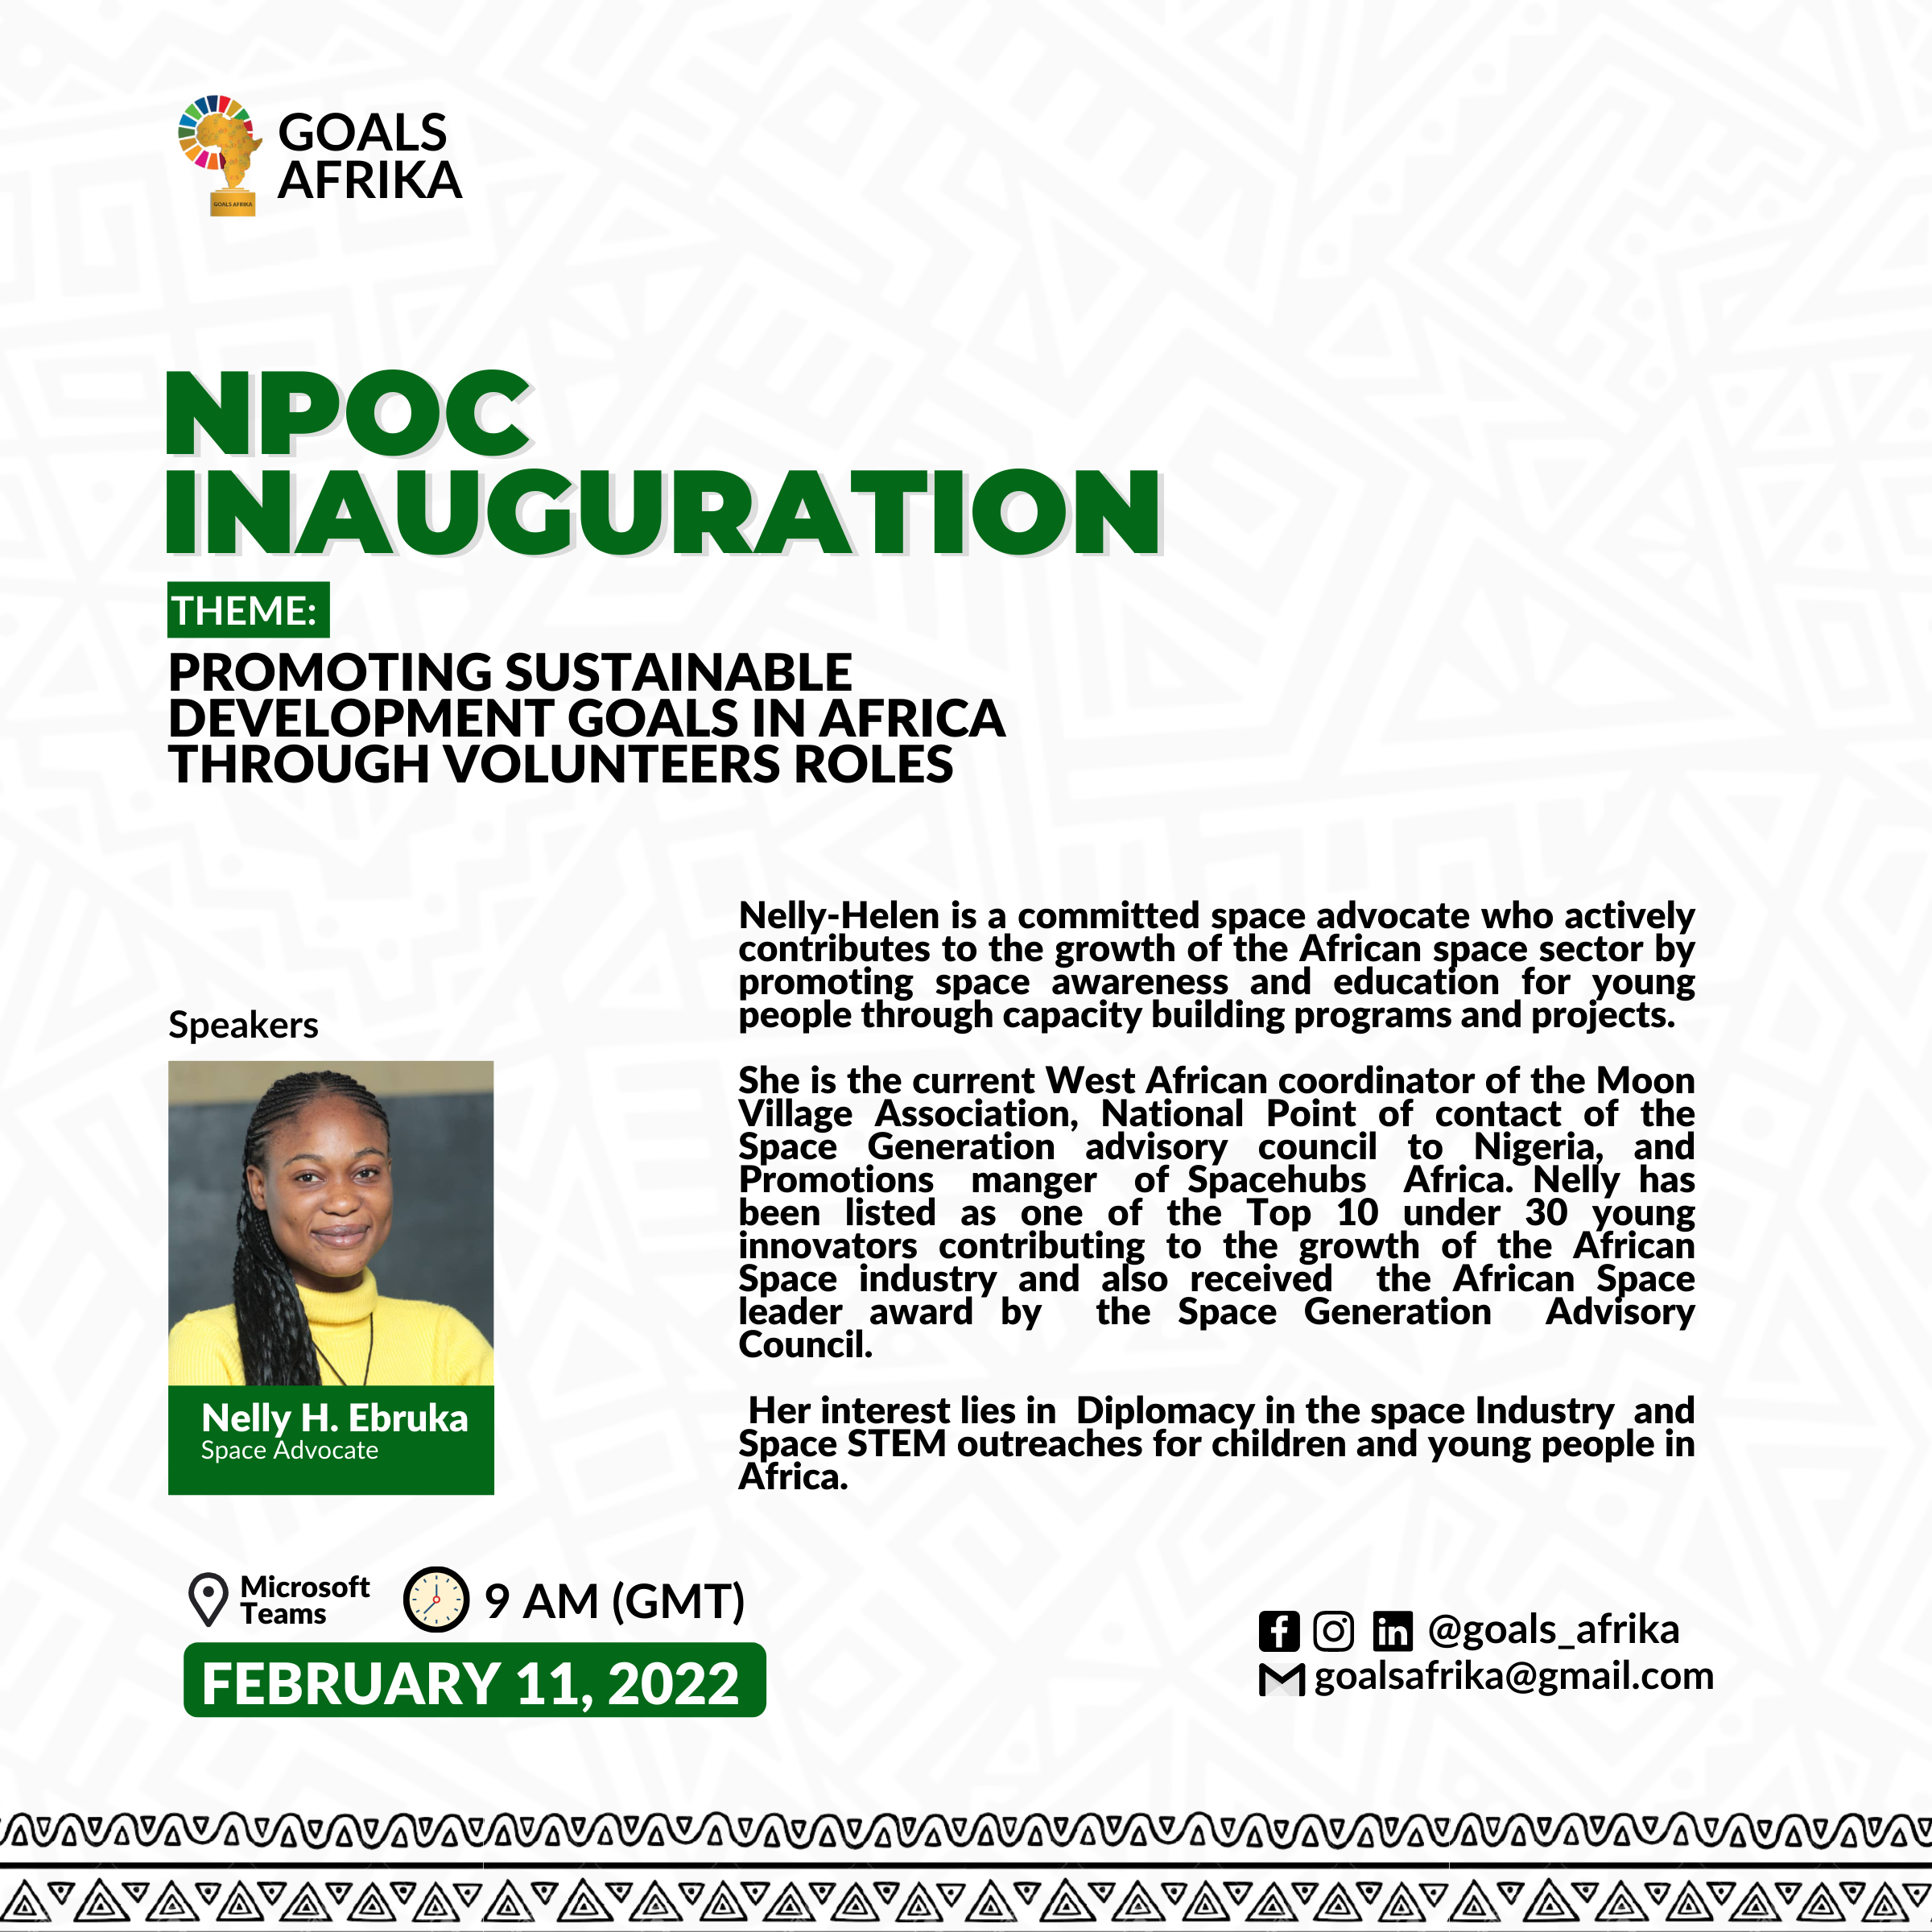 GOALS
AFRIKA
GOALS AFRIKA
NPOC
INAUGURATION
THEME:
PROMOTING SUSTAINABLE
DEVELOPMENT GOALS IN AFRICA
THROUGH VOLUNTEERS ROLES
Speakers
Nelly H. Ebruka
Space Advocate
Nelly-Helen is a committed space advocate who actively
contributes to the growth of the African space sector by
promoting space awareness and education for young
people through capacity building programs and projects.
She is the current West African coordinator of the Moon
Village Association, National Point of contact of the
Space Generation advisory council to Nigeria, and
Promotions manger of Spacehubs Africa. Nelly has
been listed as one of the Top 10 under 30 young
innovators contributing to the growth of the African
Space industry and also received the African Space
leader award by the Space Generation Advisory
Council.
Her interest lies in Diplomacy in the space Industry and
Space STEM outreaches for children and young people in
Africa.
Microsoft
Teams
9 AM (GMT)
FEBRUARY 11, 2022
@goals_afrika
goalsafrika@gmail.com